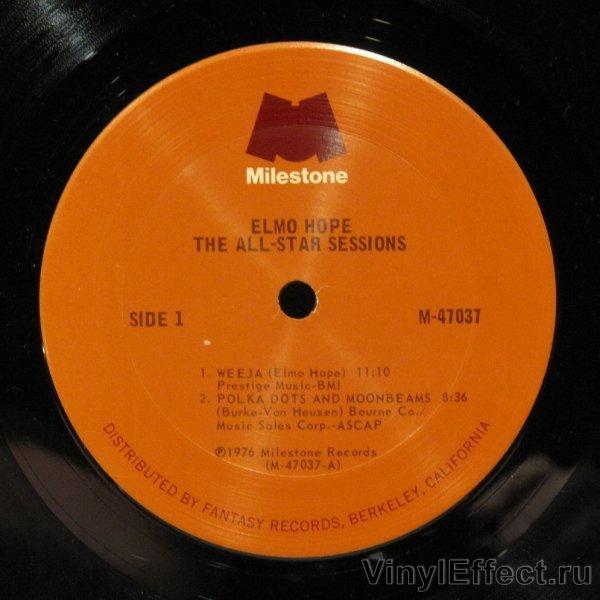 Milestone
ELMO HOPE
THE ALL-STAR SESSIONS
SIDE 1
M-47037
1. WEEJA (Elmo Hope) 11:10
Prestige Music-BMI
2. POLKA DOTS AND MOONBEAMS 8:36
(Burke-Van Heusen) Bourne Co./
Music Sales Corp.-ASCAP
℗1976 Milestone Records
(M-47037-A)
DISTRIBUTED BY FANTASY RECORDS, BERKELEY, CALIFORNIA
VinylEffect.ru